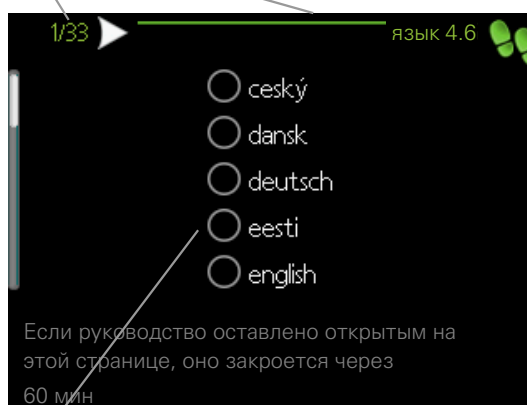 1/33
язык 4.6
ceský
dansk
deutsch
eesti
english
Если руководство оставлено открытым на
этой странице, оно закроется через
60 мин